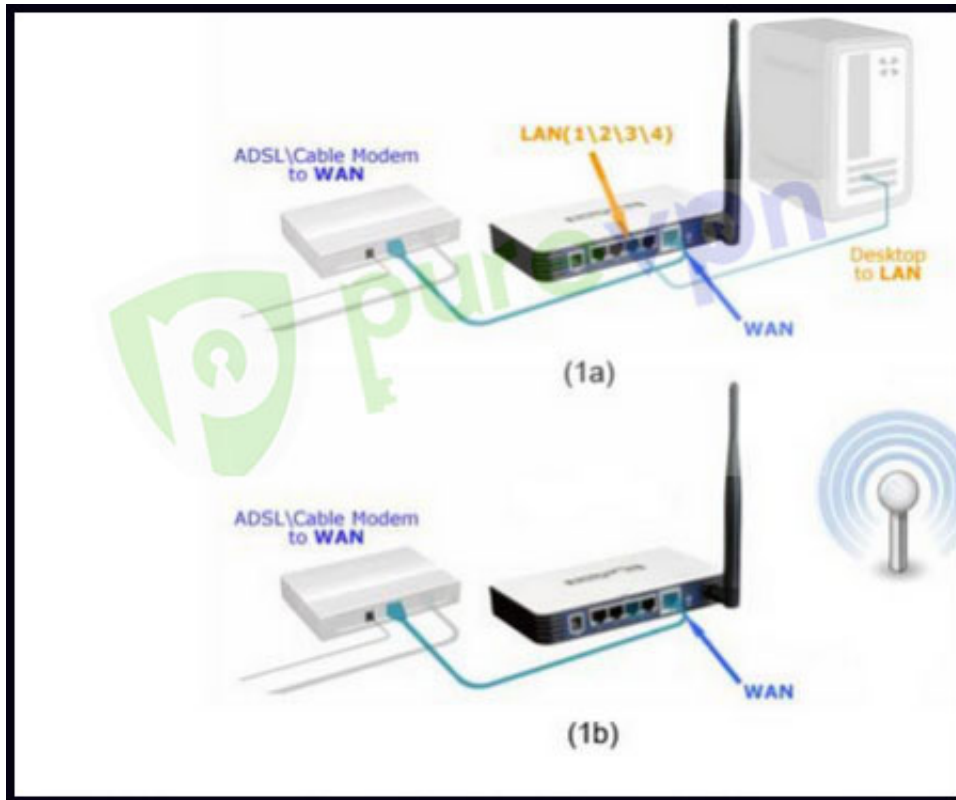 LAN(1\2\3\4)
ADSL\Cable Modem
to WAN
Desktop
to LAN
purevpn
WAN
(1a)
ADSL\Cable Modem
to WAN
WAN
(1b)